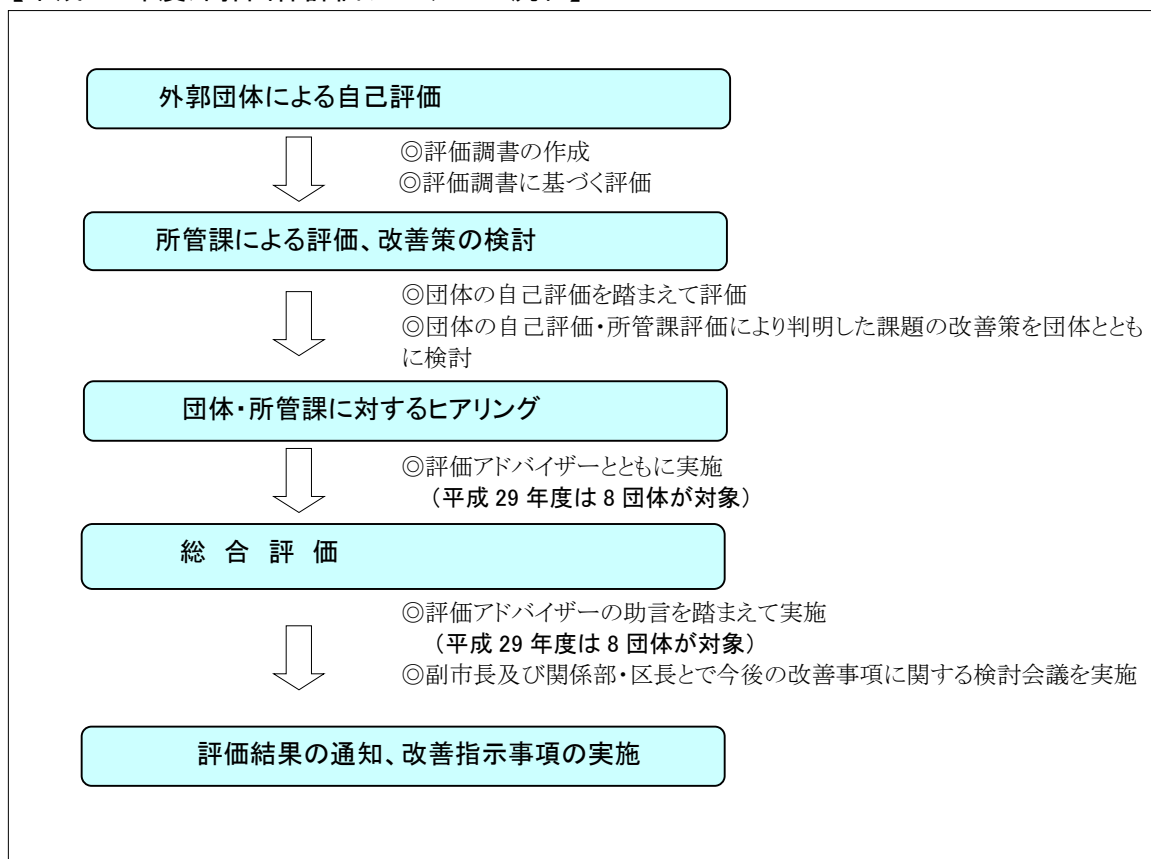 外郭団体による自己評価
◎評価調書の作成
◎評価調書に基づく評価
所管課による評価、改善策の検討
◎団体の自己評価を踏まえて評価
◎団体の自己評価・所管課評価により判明した課題の改善策を団体ととも
に検討
団体・所管課に対するヒアリング
◎評価アドバイザーとともに実施
（平成 29 年度は 8 団体が対象）
総 合 評 価
◎評価アドバイザーの助言を踏まえて実施
（平成 29 年度は 8 団体が対象）
◎副市長及び関係部・区長とで今後の改善事項に関する検討会議を実施
評価結果の通知、改善指示事項の実施